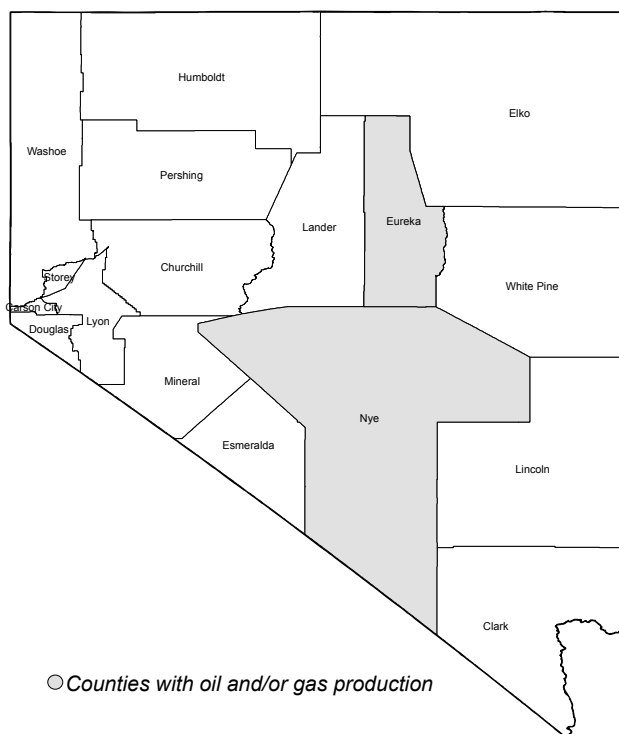 Humboldt
Elko
Washoe
Pershing
Eureka
Lander
Churchill
Storey
White Pine
Carson City
Lyon
Douglas
Mineral
Nye
Esmeralda
Lincoln
Clark
Counties with oil and/or gas production